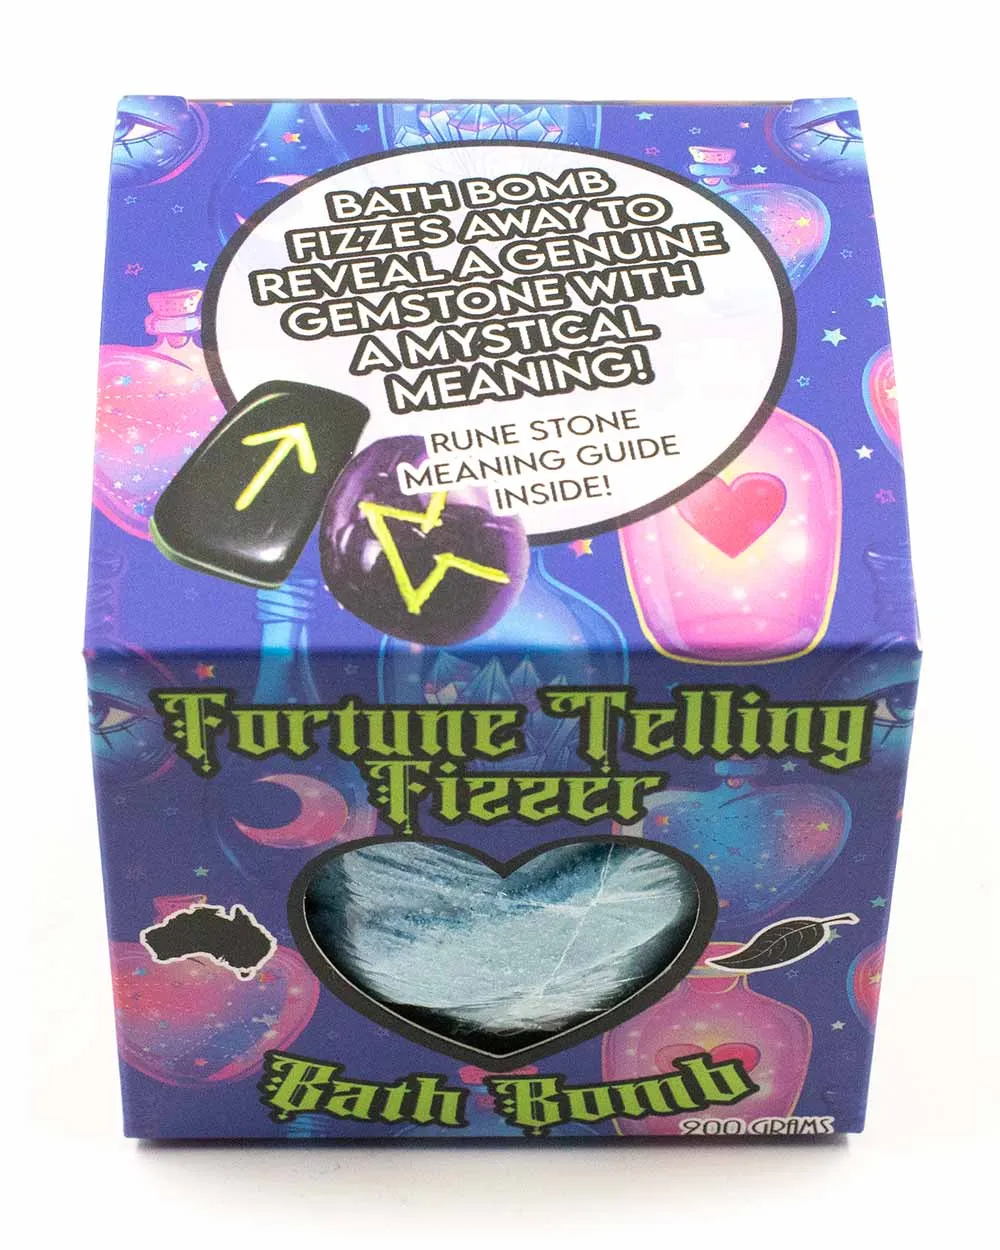 BATH BOMB
FIZZES AWAY TO
REVEAL A GENUINE
GEMSTONE WITH
A MYSTICAL
MEANING!
RUNE STONE
MEANING GUIDE
INSIDE!
Fortune Telling
Fizzer
Bath Bomb
200 GRAMS